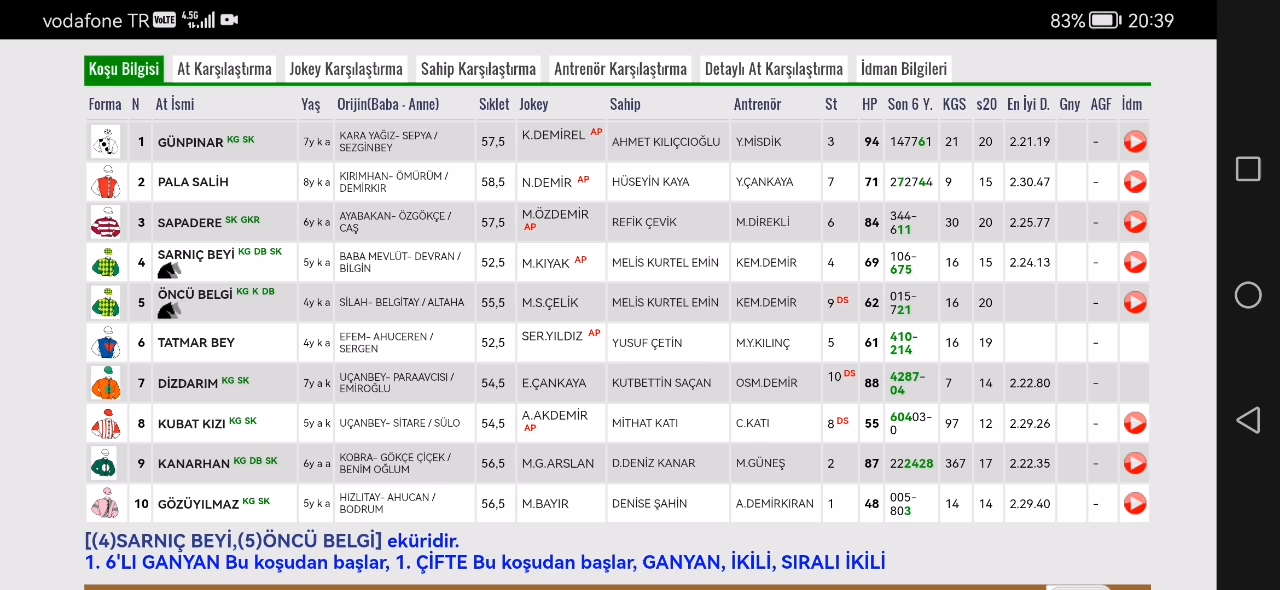 vodafone TR VoLTE 4.5G 83% 20:39
Koşu Bilgisi At Karşılaştırma Jokey Karşılaştırma Sahip Karşılaştırma Antrenör Karşılaştırma Detaylı At Karşılaştırma İdman Bilgileri
Forma N At İsmi Yaş Orijin(Baba - Anne) Sıklet Jokey Sahip Antrenör St HP Son 6 Y. KGS s20 En İyi D. Gny AGF İdm
1 GÜNPINAR KG SK 7y k a KARA YAĞIZ- SEPYA / SEZGİNBEY 57,5 K.DEMİREL AP AHMET KILIÇCIOĞLU Y.MİSDİK 3 94 147761 21 20 2.21.19 -
2 PALA SALİH 8y k a KIRIMHAN- ÖMÜRÜM / DEMİRKIR 58,5 N.DEMİR AP HÜSEYİN KAYA Y.ÇANKAYA 7 71 272744 9 15 2.30.47 -
3 SAPADERE SK GKR 6y k a AYABAKAN- ÖZGÖKÇE / CAŞ 57,5 M.ÖZDEMİR AP REFİK ÇEVİK M.DİREKLİ 6 84 344-611 30 20 2.25.77 -
4 SARNIÇ BEYİ KG DB SK 5y k a BABA MEVLÜT- DEVRAN / BİLGİN 52,5 M.KIYAK AP MELİS KURTEL EMİN KEM.DEMİR 4 69 106-675 16 15 2.24.13 -
5 ÖNCÜ BELGİ KG K DB 4y k a SİLAH- BELGİTAY / ALTAHA 55,5 M.S.ÇELİK MELİS KURTEL EMİN KEM.DEMİR 9 DS 62 015-721 16 20 -
6 TATMAR BEY 4y k a EFEM- AHUCEREN / SERGEN 52,5 SER.YILDIZ AP YUSUF ÇETİN M.Y.KILINÇ 5 61 410-214 16 19 -
7 DİZDARIM KG SK 7y a k UÇANBEY- PARAAVCISI / EMİROĞLU 54,5 E.ÇANKAYA KUTBETTİN SAÇAN OSM.DEMİR 10 DS 88 4287-04 7 14 2.22.80 -
8 KUBAT KIZI KG SK 5y a k UÇANBEY- SİTARE / SÜLO 54,5 A.AKDEMİR AP MİTHAT KATI C.KATI 8 DS 55 60403-0 97 12 2.29.26 -
9 KANARHAN KG DB SK 6y a a KOBRA- GÖKÇE ÇİÇEK / BENİM OĞLUM 56,5 M.G.ARSLAN D.DENİZ KANAR M.GÜNEŞ 2 87 222428 367 17 2.22.35 -
10 GÖZÜYILMAZ KG SK 5y k a HIZLITAY- AHUCAN / BODRUM 56,5 M.BAYIR DENİSE ŞAHİN A.DEMİRKIRAN 1 48 005-803 14 14 2.29.40 -
[(4)SARNIÇ BEYİ,(5)ÖNCÜ BELGİ] eküridir.
1. 6'LI GANYAN Bu koşudan başlar, 1. ÇİFTE Bu koşudan başlar, GANYAN, İKİLİ, SIRALI İKİLİ